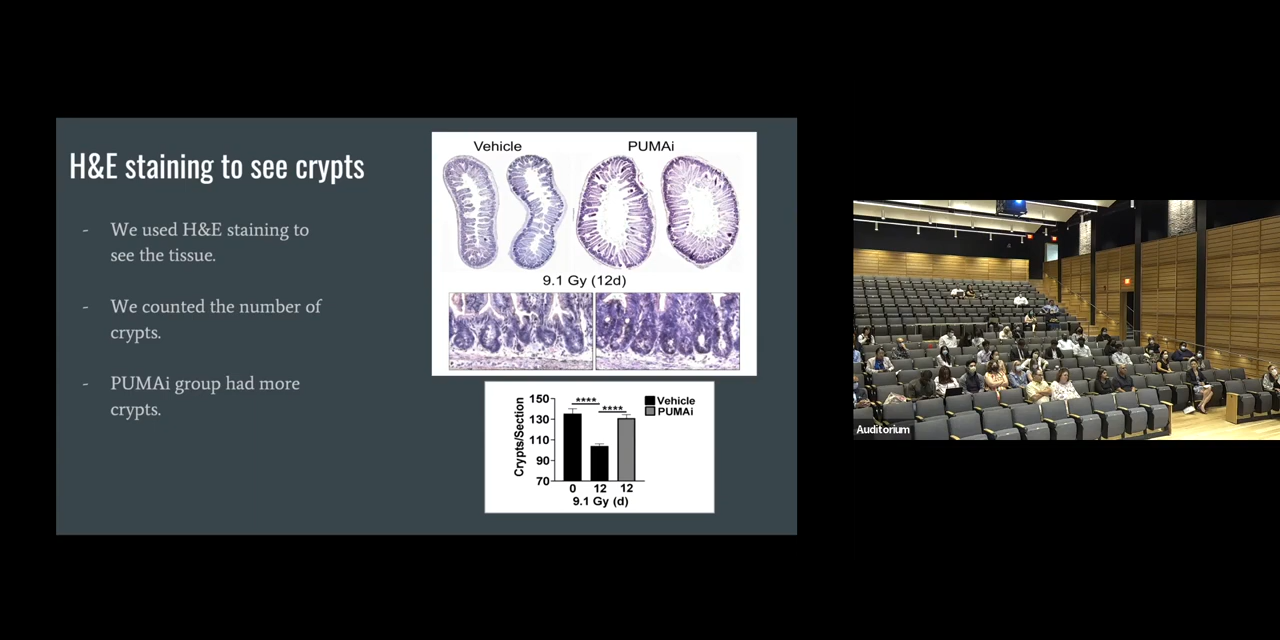 H&E staining to see crypts
- We used H&E staining to
see the tissue.
- We counted the number of
crypts.
- PUMAi group had more
crypts.
Vehicle PUMAi
9.1 Gy (12d)
150
130
110
90
70
Crypts/Section
**** ****
Vehicle
PUMAi
0 12 12
9.1 Gy (d)
Auditorium